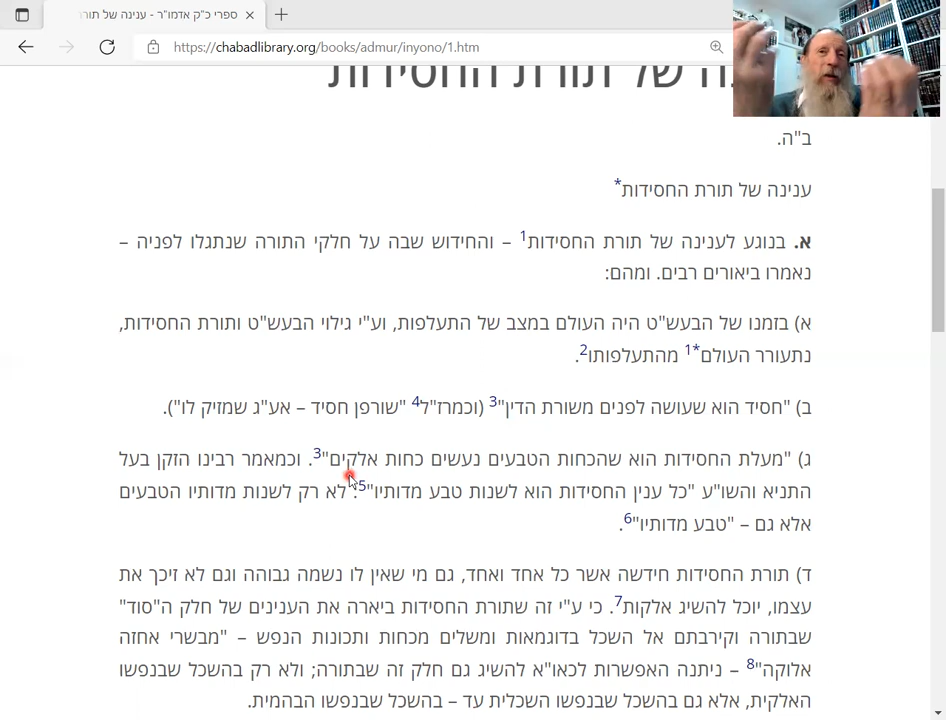 ספרי כ"ק אדמו"ר - ענינה של
https://chabadlibrary.org/books/admur/inyono/1.htm
של תורת החסידות
ב"ה.
ענינה של תורת החסידות*
א. בנוגע לענינה של תורת החסידות1 – והחידוש שבה על חלקי התורה שנתגלו לפניה –
נאמרו ביאורים רבים. ומהם:
א) בזמנו של הבעש"ט היה העולם במצב של התעלפות, וע"י גילוי הבעש"ט ותורת החסידות,
נתעורר העולם*1 מהתעלפותו2.
ב) "חסיד הוא שעושה לפנים משורת הדין"3 (וכמרז"ל4 "שורפן חסיד – אע"ג שמזיק לו").
ג) "מעלת החסידות הוא שהכחות הטבעים נעשים כחות אלקים"3. וכמאמר רבינו הזקן בעל
התניא והשו"ע "כל ענין החסידות הוא לשנות טבע מדותיו"5: לא רק לשנות מדותיו הטבעים
אלא גם – "טבע מדותיו"6.
ד) תורת החסידות חידשה אשר כל אחד ואחד, גם מי שאין לו נשמה גבוהה וגם לא זיכך את
עצמו, יוכל להשיג אלקות7. כי ע"י זה שתורת החסידות ביארה את הענינים של חלק ה"סוד"
שבתורה וקירבתם אל השכל בדוגמאות ומשלים מכחות ותכונות הנפש – "מבשרי אחזה
אלוקה"8 – ניתנה האפשרות לכאו"א להשיג גם חלק זה שבתורה; ולא רק בהשכל שבנפשו
האלקית, אלא גם בהשכל שבנפשו השכלית עד – בהשכל שבנפשו הבהמית.